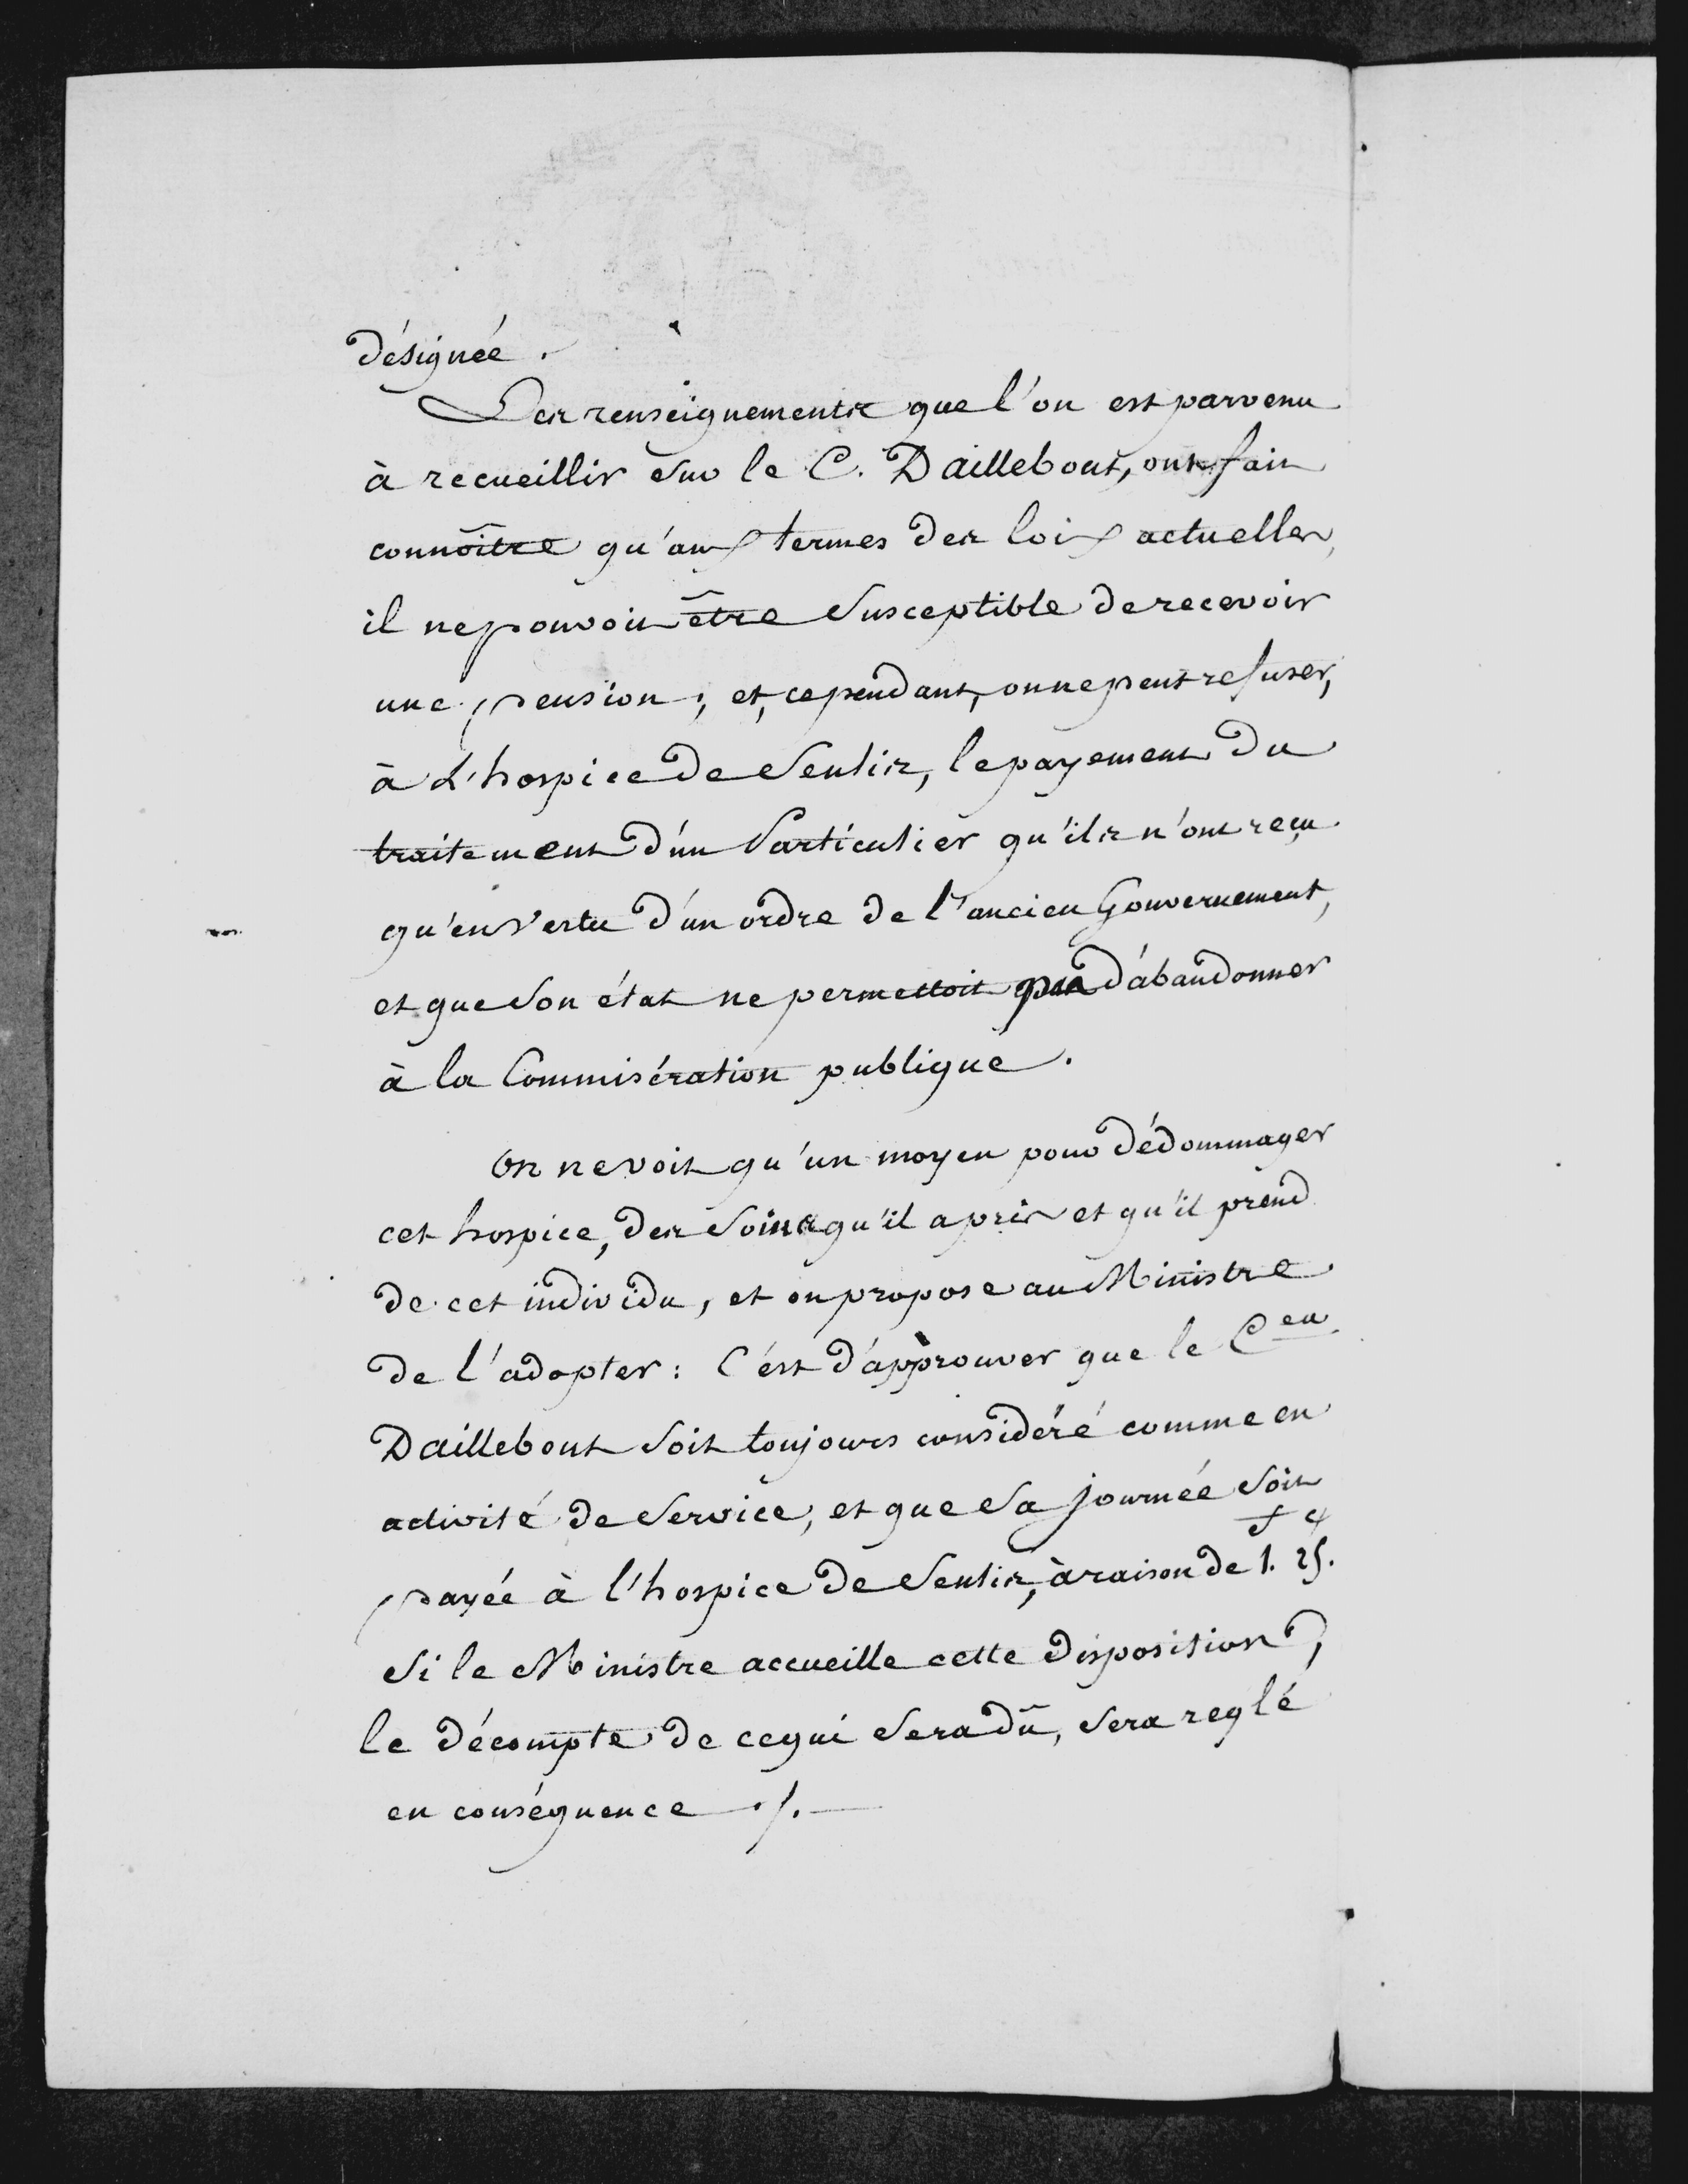 désignée.
Les renseignements que l'on est parvenu
à recueillir sur le C. Daillebout, ont fait
connoître qu'aux termes des loix actuelles,
il ne pouvoit être susceptible de recevoir
une pension; et, cependant, on ne peut refuser,
à L'hospice de Senlis, le payement du
traitement d'un Particulier qu'ils n'ont reçu
qu'en vertu d'un ordre de l'ancien Gouvernement,
et que son état ne permettoit pas d'abandonner
à la Commisération publique.
On ne voit qu'un moyen pour dédommager
cet hospice, des soins qu'il a pris et qu'il prend
de cet individu, et on propose au Ministre
de l'adopter: C'est d'approuver que le C.en
Daillebout soit toujours considéré comme en
activité de service, et que sa journée soit
payée à l'hospice de Senlis, à raison de 1.f 25.c
Si le Ministre accueille cette disposition,
le décompte de ce qui sera dû, sera reglé
en conséquence ./.